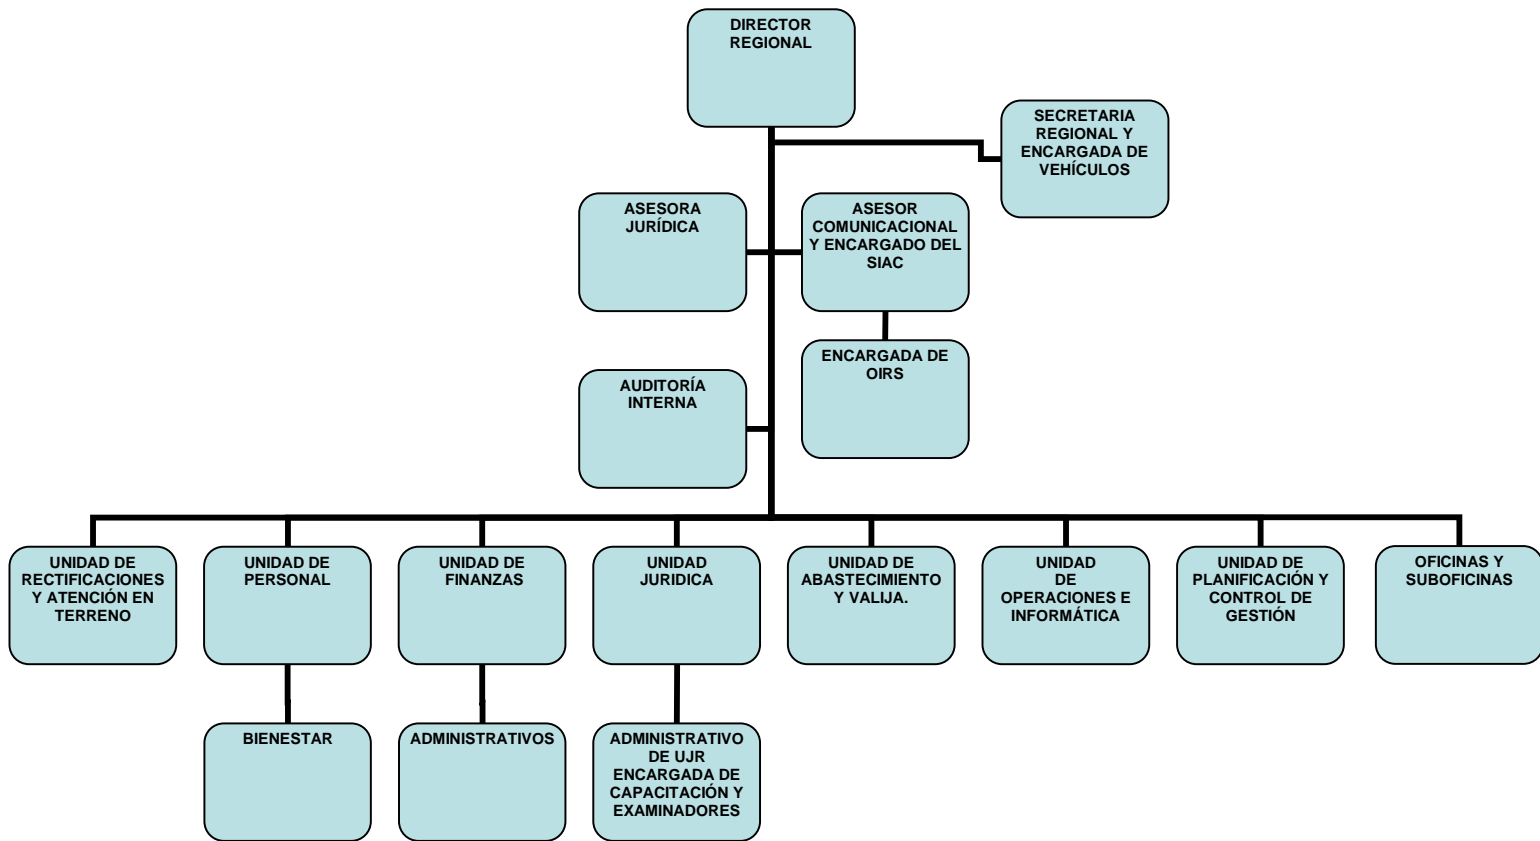 DIRECTOR
REGIONAL
SECRETARIA
REGIONAL Y
ENCARGADA DE
VEHÍCULOS
ASESORA
JURÍDICA
ASESOR
COMUNICACIONAL
Y ENCARGADO DEL
SIAC
ENCARGADA DE
OIRS
AUDITORÍA
INTERNA
UNIDAD DE
RECTIFICACIONES
Y ATENCIÓN EN
TERRENO
UNIDAD DE
PERSONAL
UNIDAD DE
FINANZAS
UNIDAD
JURIDICA
UNIDAD DE
ABASTECIMIENTO
Y VALIJA.
UNIDAD
DE
OPERACIONES E
INFORMÁTICA
UNIDAD DE
PLANIFICACIÓN Y
CONTROL DE
GESTIÓN
OFICINAS Y
SUBOFICINAS
BIENESTAR
ADMINISTRATIVOS
ADMINISTRATIVO
DE UJR
ENCARGADA DE
CAPACITACIÓN Y
EXAMINADORES